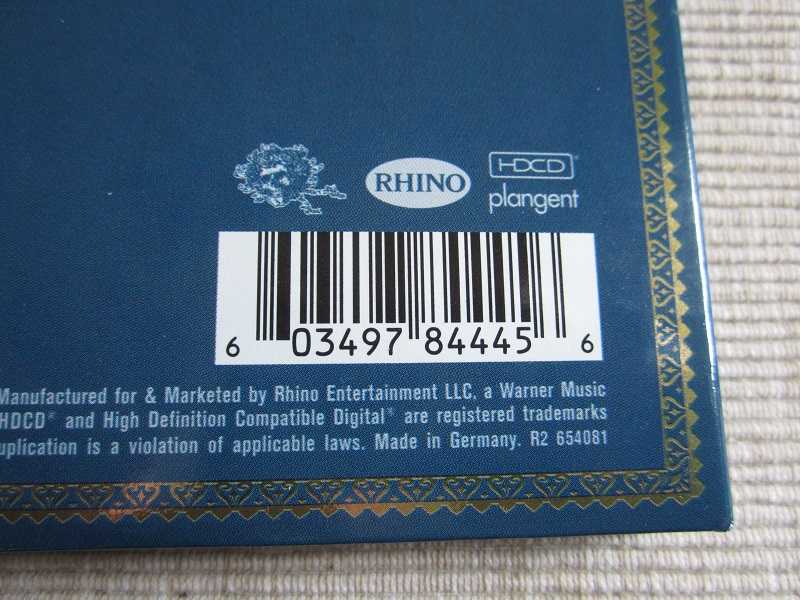 RHINO
HDCD®
plangent
6 03497 84445 6
Manufactured for & Marketed by Rhino Entertainment LLC, a Warner Music
HDCD® and High Definition Compatible Digital® are registered trademarks
uplication is a violation of applicable laws. Made in Germany. R2 654081